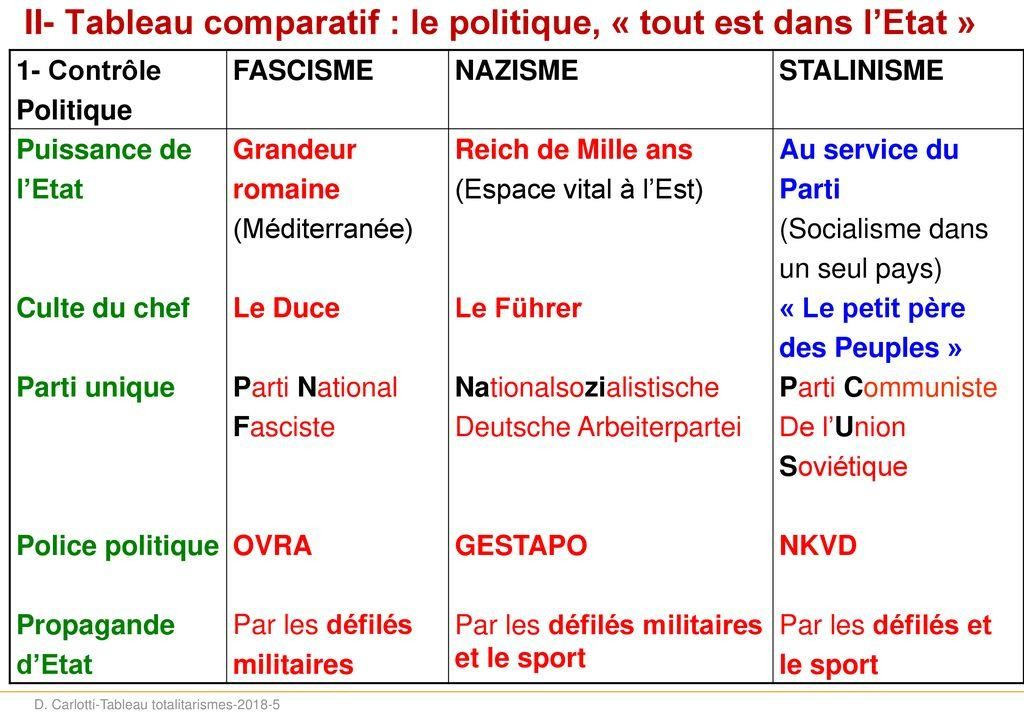 II- Tableau comparatif : le politique, « tout est dans l’Etat »
1- Contrôle
Politique
FASCISME
NAZISME
STALINISME
Puissance de
l’Etat
Grandeur
romaine
(Méditerranée)
Reich de Mille ans
(Espace vital à l’Est)
Au service du
Parti
(Socialisme dans
un seul pays)
Culte du chef
Le Duce
Le Führer
« Le petit père
des Peuples »
Parti unique
Parti National
Fasciste
Nationalsozialistische
Deutsche Arbeiterpartei
Parti Communiste
De l’Union
Soviétique
Police politique
OVRA
GESTAPO
NKVD
Propagande
d’Etat
Par les défilés
militaires
Par les défilés militaires
et le sport
Par les défilés et
le sport
D. Carlotti-Tableau totalitarismes-2018-5